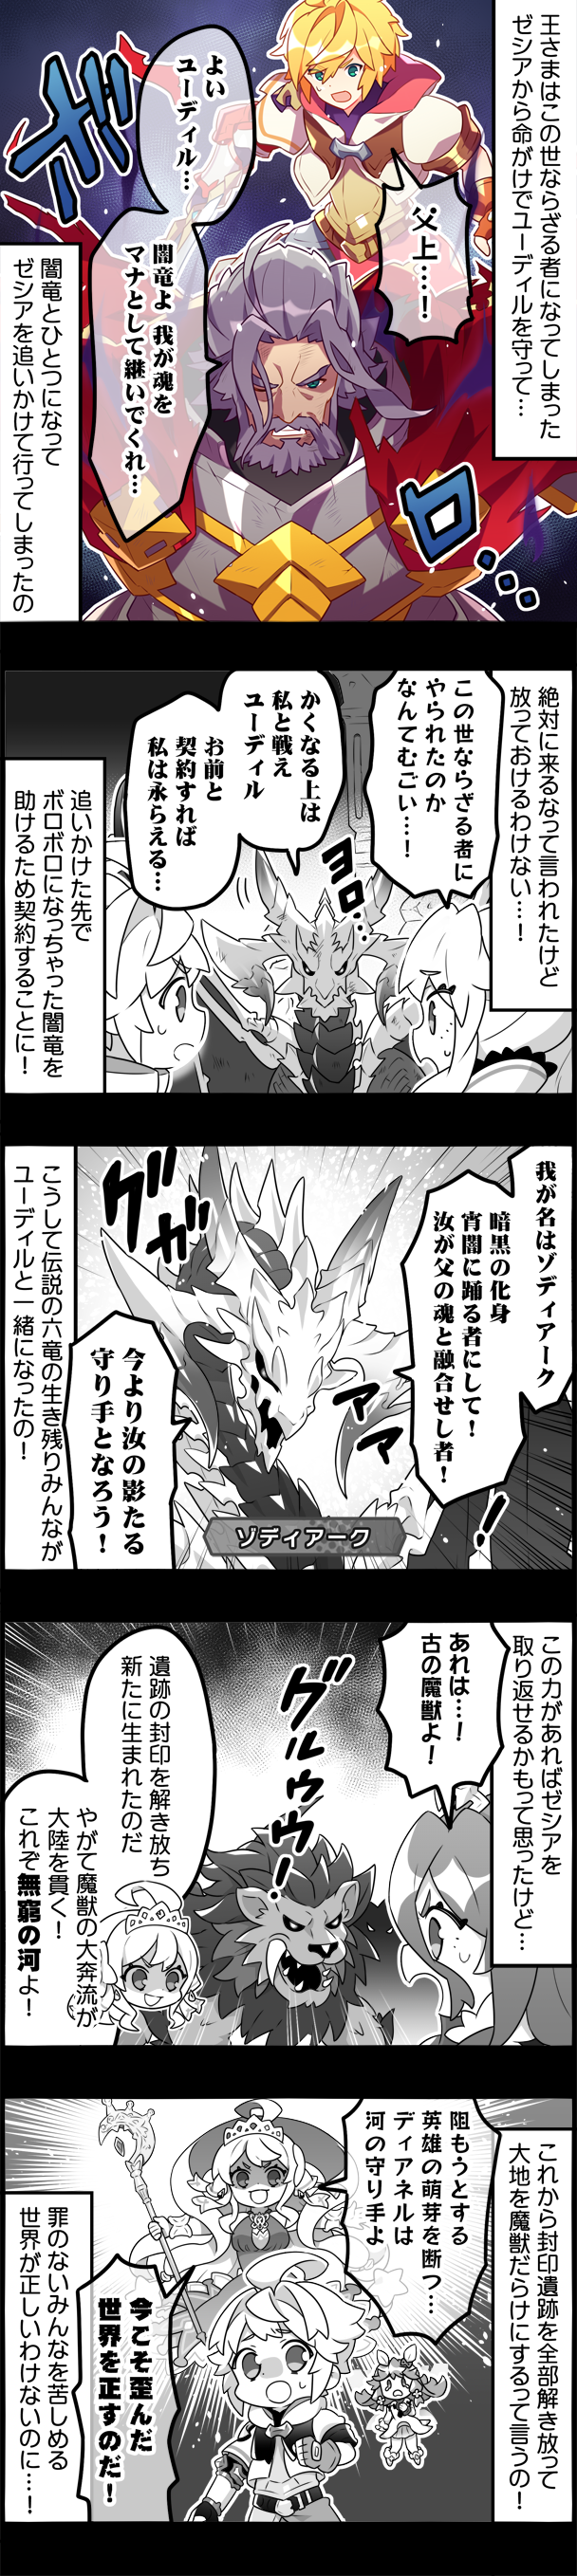 王さまはこの世ならざる者になってしまった
ゼシアから命がけでユーディルを守って…
父上…！
よい
ユーディル…
闇竜よ 我が魂を
マナとして継いでくれ…
ボ
ロ…
闇竜とひとつになって
ゼシアを追いかけて行ってしまったの
絶対に来るなって言われたけど
放っておけるわけない…！
この世ならざる者に
やられたのか
なんてむごい…！
かくなる上は
私と戦え
ユーディル
お前と
契約すれば
私は永らえる…
ヨロ…
追いかけた先で
ボロボロになっちゃった闇竜を
助けるため契約することに！
我が名はゾディアーク
暗黒の化身
宵闇に踊る者にして！
汝が父の魂と融合せし者！
グガァァ！
今より汝の影たる
守り手となろう！
ゾディアーク
こうして伝説の六竜の生き残りみんなが
ユーディルと一緒になったの！
この力があればゼシアを
取り返せるかもって思ったけど…
あれは…！
古の魔獣よ！
グルゥゥ！
遺跡の封印を解き放ち
新たに生まれたのだ
やがて魔獣の大奔流が
大陸を貫く！
これぞ無窮の河よ！
これから封印遺跡を全部解き放って
大地を魔獣だらけにするって言うの！
阻もうとする
英雄の萌芽を断つ…
ディアネルは
河の守り手よ
今こそ歪んだ
世界を正すのだ！
罪のないみんなを苦しめる
世界が正しいわけないのに…！